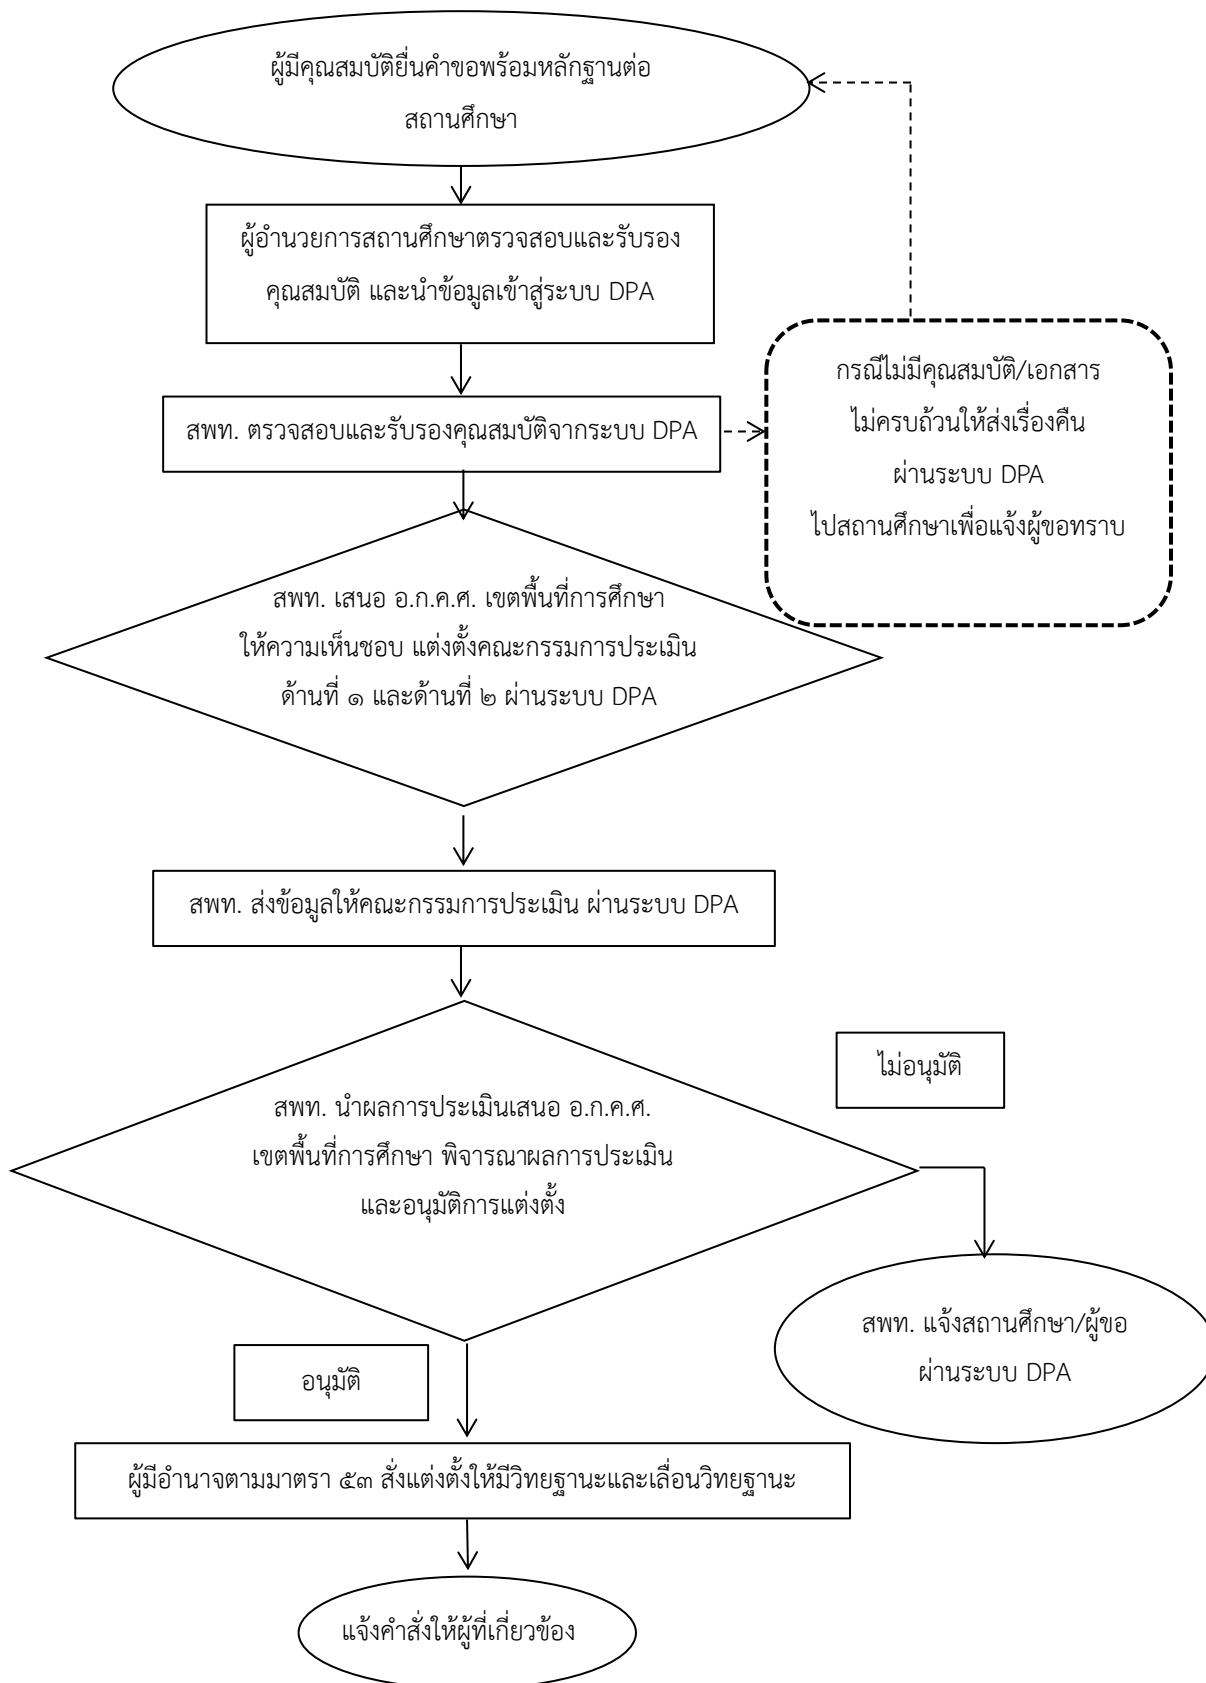 ผู้มีคุณสมบัติยื่นคำขอพร้อมหลักฐานต่อ
สถานศึกษา
ผู้อำนวยการสถานศึกษาตรวจสอบและรับรอง
คุณสมบัติ และนำข้อมูลเข้าสู่ระบบ DPA
สพท. ตรวจสอบและรับรองคุณสมบัติจากระบบ DPA
กรณีไม่มีคุณสมบัติ/เอกสาร
ไม่ครบถ้วนให้ส่งเรื่องคืน
ผ่านระบบ DPA
ไปสถานศึกษาเพื่อแจ้งผู้ขอทราบ
สพท. เสนอ อ.ก.ค.ศ. เขตพื้นที่การศึกษา
ให้ความเห็นชอบ แต่งตั้งคณะกรรมการประเมิน
ด้านที่ ๑ และด้านที่ ๒ ผ่านระบบ DPA
สพท. ส่งข้อมูลให้คณะกรรมการประเมิน ผ่านระบบ DPA
สพท. นำผลการประเมินเสนอ อ.ก.ค.ศ.
เขตพื้นที่การศึกษา พิจารณาผลการประเมิน
และอนุมัติการแต่งตั้ง
ไม่อนุมัติ
สพท. แจ้งสถานศึกษา/ผู้ขอ
ผ่านระบบ DPA
อนุมัติ
ผู้มีอำนาจตามมาตรา ๕๓ สั่งแต่งตั้งให้มีวิทยฐานะและเลื่อนวิทยฐานะ
แจ้งคำสั่งให้ผู้ที่เกี่ยวข้อง